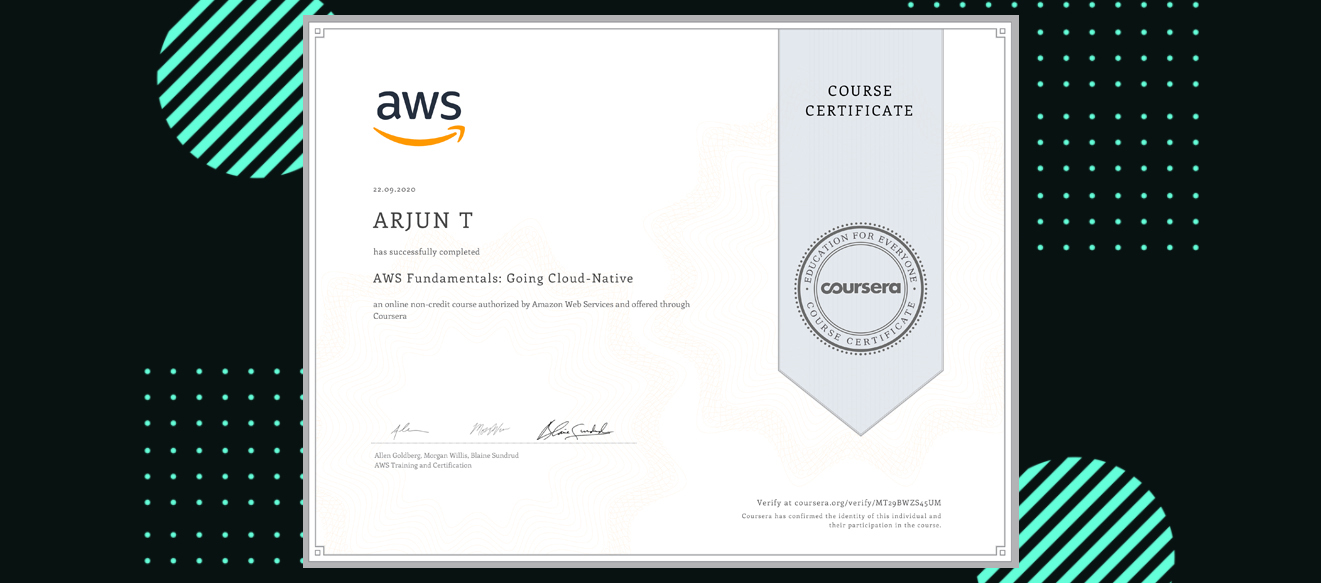 aws
COURSE
CERTIFICATE
22.09.2020
ARJUN T
has successfully completed
AWS Fundamentals: Going Cloud-Native
an online non-credit course authorized by Amazon Web Services and offered through
Coursera
EDUCATION FOR EVERYONE
coursera
COURSE CERTIFICATE
Allen Goldberg, Morgan Willis, Blaine Sundrud
AWS Training and Certification
Verify at coursera.org/verify/MT29BWZS45UM
Coursera has confirmed the identity of this individual and
their participation in the course.